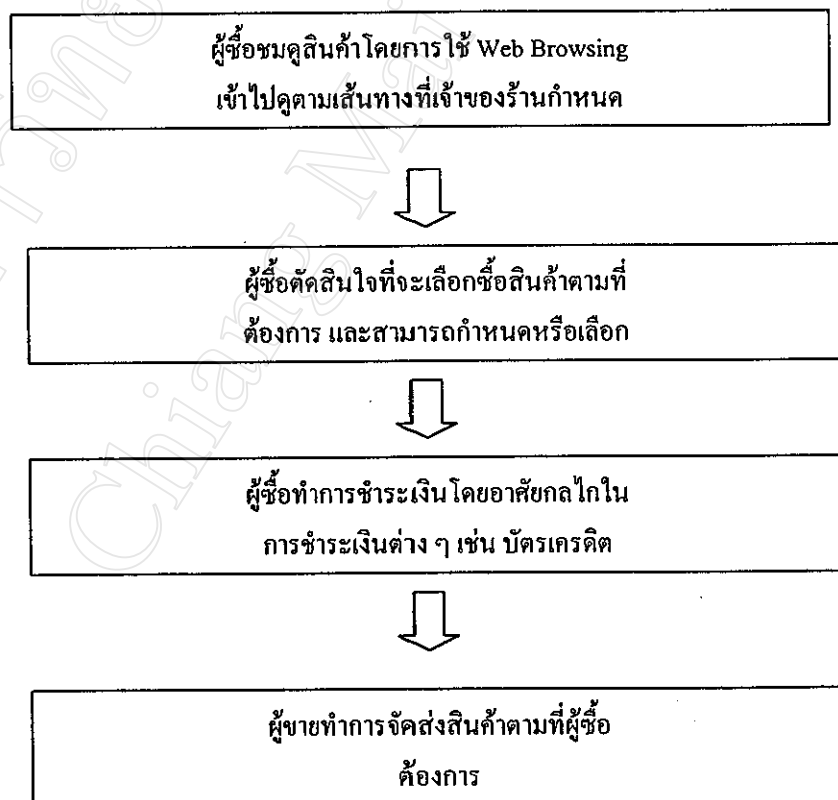 ผู้ซื้อชมดูสินค้าโดยการใช้ Web Browsing
เข้าไปดูตามเส้นทางที่เจ้าของร้านกำหนด
ผู้ซื้อตัดสินใจที่จะเลือกซื้อสินค้าตามที่
ต้องการ และสามารถกำหนดหรือเลือก
ผู้ซื้อทำการชำระเงินโดยอาศัยกลไกใน
การชำระเงินต่าง ๆ เช่น บัตรเครดิต
ผู้ขายทำการจัดส่งสินค้าตามที่ผู้ซื้อ
ต้องการ
Chiang Mai